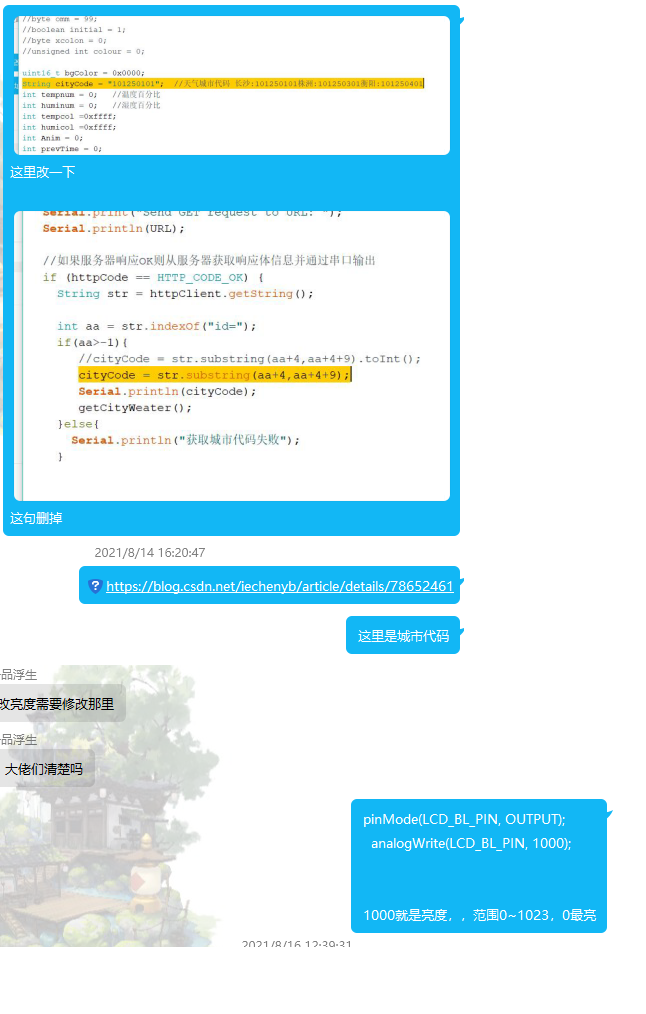 //byte omm = 99;
//boolean initial = 1;
//byte xcolon = 0;
//unsigned int colour = 0;
uint16_t bgColor = 0x0000;
String cityCode = "101250101";  //天气城市代码 长沙:101250101株洲:101250301衡阳:101250401
int tempnum = 0;   //温度百分比
int huminum = 0;   //湿度百分比
int tempcol =0xffff;
int humicol =0xffff;
int Anim = 0;
int prevTime = 0;
这里改一下
Serial.print("Send GET request to URL: ");
Serial.println(URL);
//如果服务器响应OK则从服务器获取响应体信息并通过串口输出
if (httpCode == HTTP_CODE_OK) {
String str = httpClient.getString();
int aa = str.indexOf("id=");
if(aa>-1){
//cityCode = str.substring(aa+4,aa+4+9).toInt();
cityCode = str.substring(aa+4,aa+4+9);
Serial.println(cityCode);
getCityWeater();
}else{
Serial.println("获取城市代码失败");
}
这句删掉
2021/8/14 16:20:47
https://blog.csdn.net/iechenyb/article/details/78652461
这里是城市代码
品浮生
改亮度需要修改那里
品浮生
大佬们清楚吗
pinMode(LCD_BL_PIN, OUTPUT);
analogWrite(LCD_BL_PIN, 1000);
1000就是亮度，，范围0~1023，0最亮
2021/8/16 12:39:31